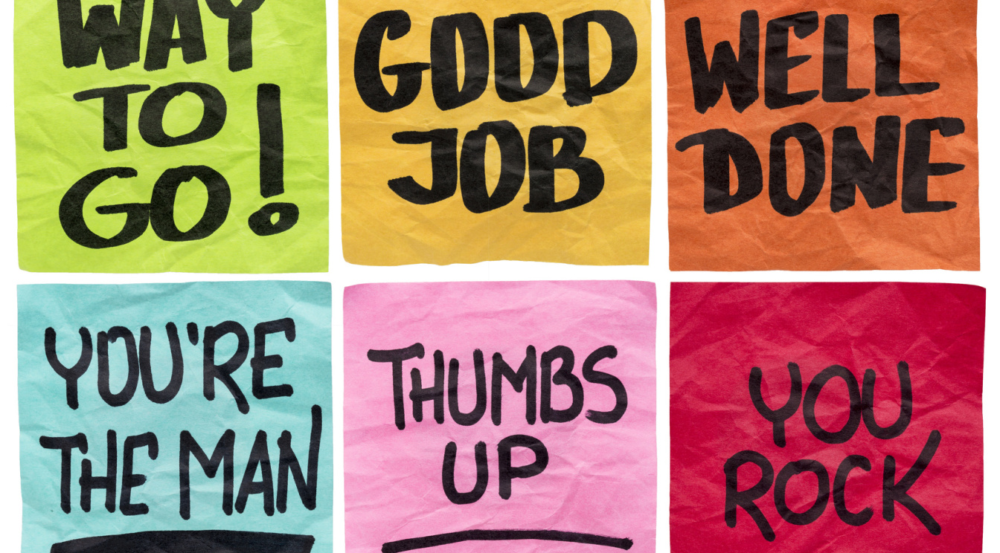 WAY
TO
GO!
GOOD
JOB
WELL
DONE
YOU'RE
THE MAN
THUMBS
UP
YOU
ROCK